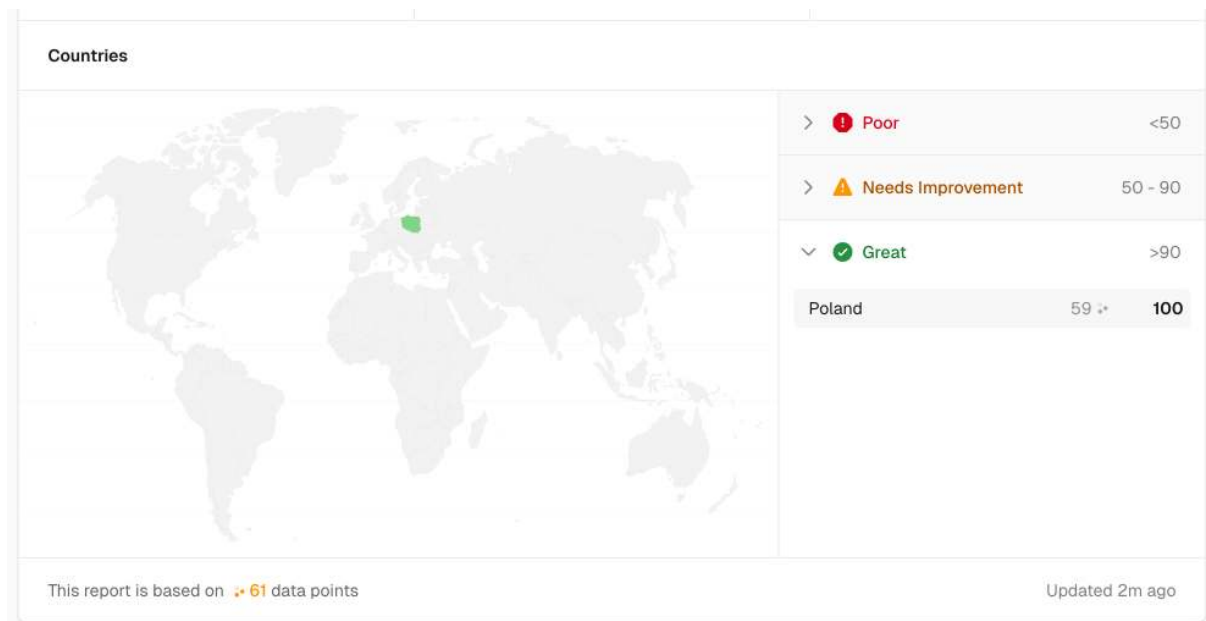 Countries
Poor <50
Needs Improvement 50 - 90
Great >90
Poland 59 100
This report is based on 61 data points
Updated 2m ago